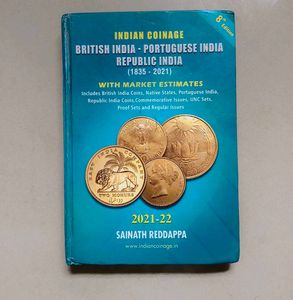 8th Edition
INDIAN COINAGE
BRITISH INDIA - PORTUGUESE INDIA
REPUBLIC INDIA
(1835 - 2021)
WITH MARKET ESTIMATES
Includes British India Coins, Native States, Portuguese India,
Republic India Coins,Commemorative Issues, UNC Sets,
Proof Sets and Regular Issues
TWO MOHURS
2021-22
SAINATH REDDAPPA
www.indiancoinage.in